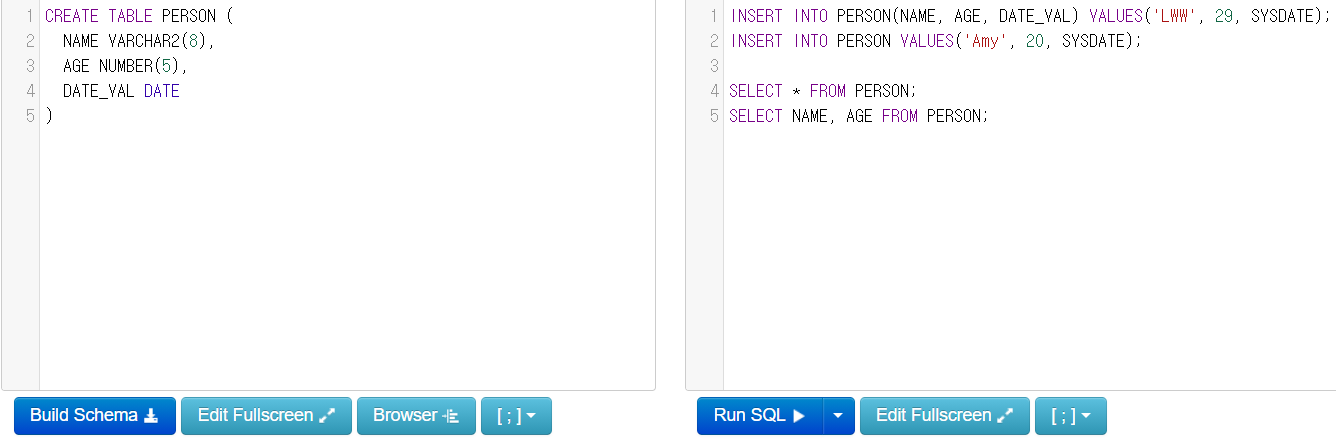 1 CREATE TABLE PERSON (
2 NAME VARCHAR2(8),
3 AGE NUMBER(5),
4 DATE_VAL DATE
5 )
Build Schema Edit Fullscreen Browser [ ; ]
1 INSERT INTO PERSON(NAME, AGE, DATE_VAL) VALUES('LWW', 29, SYSDATE);
2 INSERT INTO PERSON VALUES('Amy', 20, SYSDATE);
3
4 SELECT * FROM PERSON;
5 SELECT NAME, AGE FROM PERSON;
Run SQL Edit Fullscreen [ ; ]